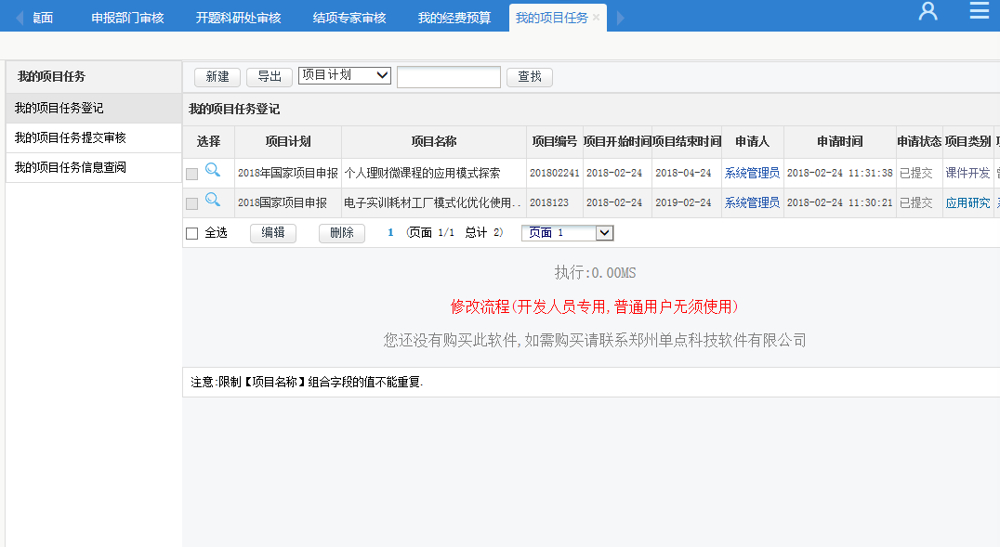 桌面 申报部门审核 开题科研处审核 结项专家审核 我的经费预算 我的项目任务 ×
我的项目任务
我的项目任务登记
我的项目任务提交审核
我的项目任务信息查阅
新建 导出 项目计划 查找
我的项目任务登记
选择 项目计划 项目名称 项目编号 项目开始时间 项目结束时间 申请人 申请时间 申请状态 项目类别
2018年国家项目申报 个人理财微课程的应用模式探索 201802241 2018-02-24 2018-04-24 系统管理员 2018-02-24 11:31:38 已提交 课件开发
2018国家项目申报 电子实训耗材工厂模式化优化使用.. 2018123 2018-02-24 2019-02-24 系统管理员 2018-02-24 11:30:21 已提交 应用研究
全选 编辑 删除 1 (页面 1/1 总计 2) 页面 1
执行:0.00MS
修改流程(开发人员专用,普通用户无须使用)
您还没有购买此软件,如需购买请联系郑州单点科技软件有限公司
注意:限制【项目名称】组合字段的值不能重复.